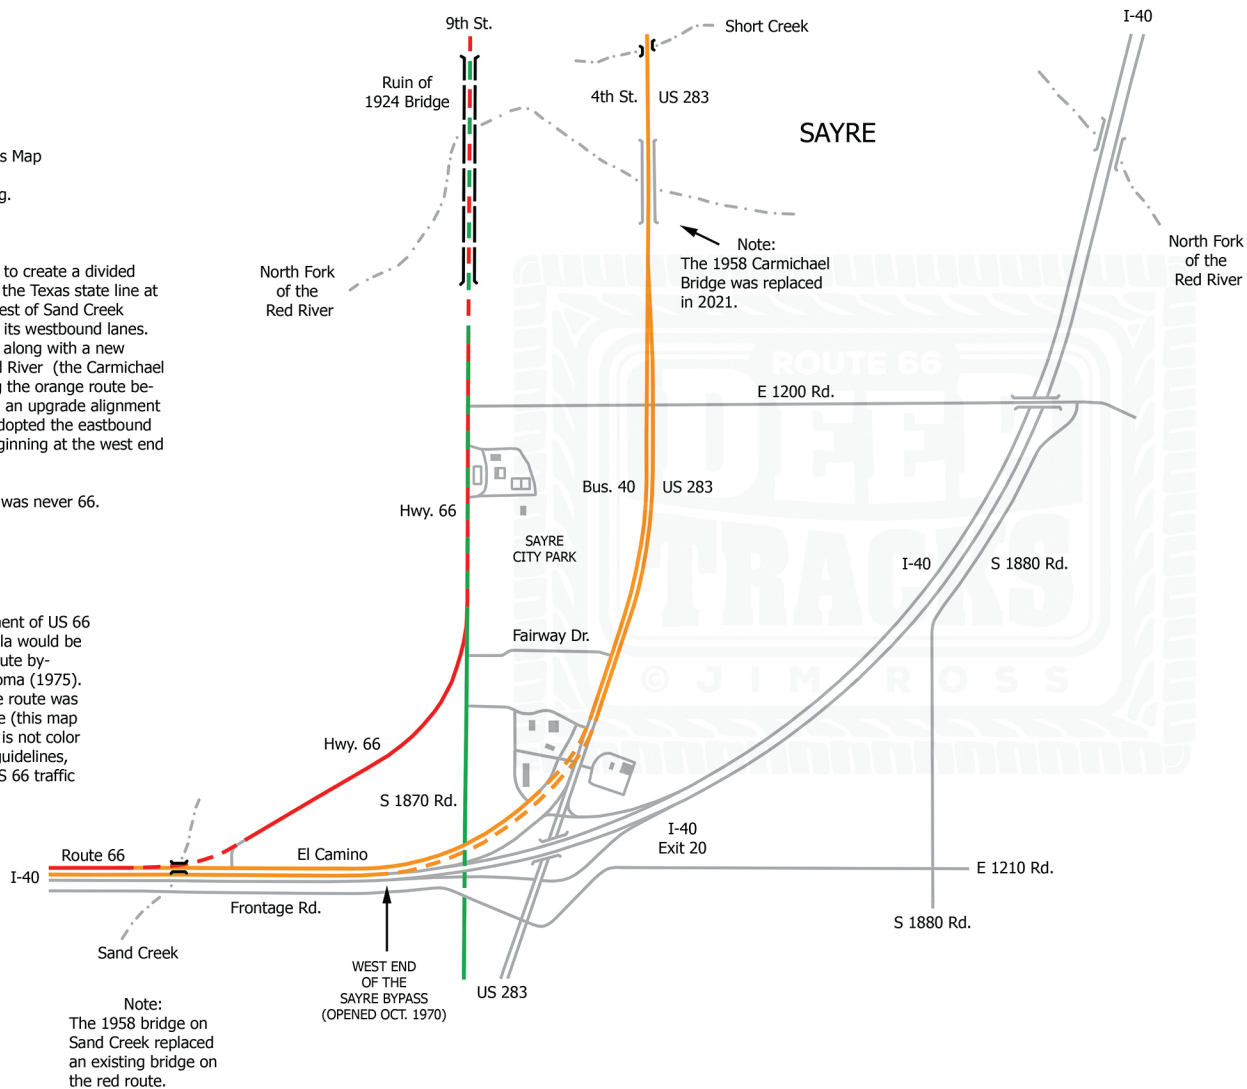 9th St.
Short Creek
I-40
Ruin of
1924 Bridge
4th St.
US 283
SAYRE
s Map
g.
North Fork
of the
Red River
North Fork
of the
Red River
Note:
The 1958 Carmichael
Bridge was replaced
in 2021.
to create a divided
the Texas state line at
est of Sand Creek
its westbound lanes.
along with a new
l River (the Carmichael
g the orange route be-
an upgrade alignment
dopted the eastbound
ginning at the west end
was never 66.
ROUTE 66
DEEP
TRACKS
© JIM ROSS
E 1200 Rd.
Hwy. 66
Bus. 40
US 283
SAYRE
CITY PARK
I-40
S 1880 Rd.
ent of US 66
la would be
ute by-
oma (1975).
e route was
e (this map
is not color
guidelines,
S 66 traffic
Fairway Dr.
Hwy. 66
S 1870 Rd.
I-40
Exit 20
Route 66
El Camino
I-40
E 1210 Rd.
Frontage Rd.
S 1880 Rd.
Sand Creek
WEST END
OF THE
SAYRE BYPASS
(OPENED OCT. 1970)
US 283
Note:
The 1958 bridge on
Sand Creek replaced
an existing bridge on
the red route.